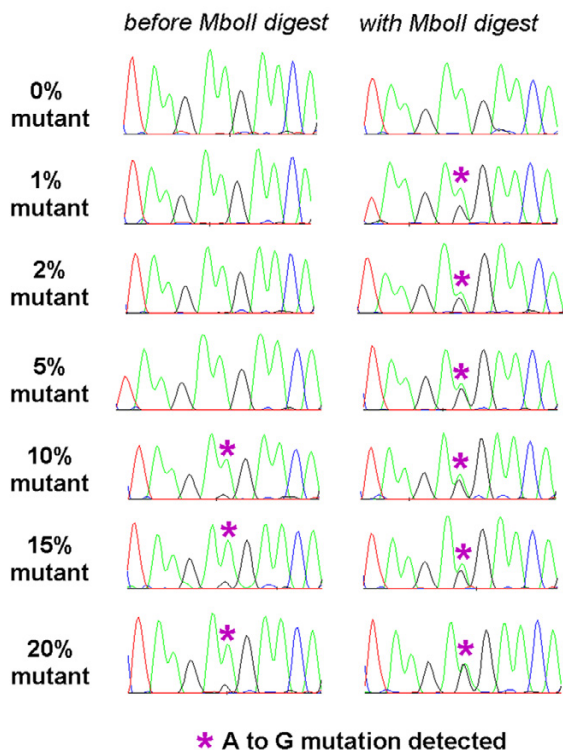 before MboII digest
with MboII digest
0%
mutant
1%
mutant
*
2%
mutant
*
5%
mutant
*
10%
mutant
*
*
15%
mutant
*
*
20%
mutant
*
*
* A to G mutation detected